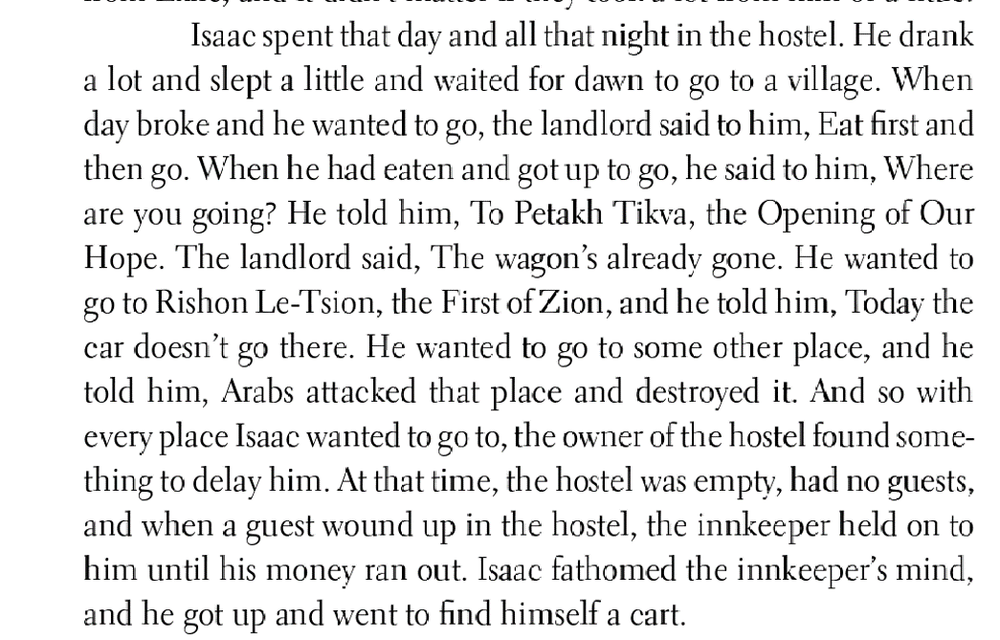 Isaac spent that day and all that night in the hostel. He drank
a lot and slept a little and waited for dawn to go to a village. When
day broke and he wanted to go, the landlord said to him, Eat first and
then go. When he had eaten and got up to go, he said to him, Where
are you going? He told him, To Petakh Tikva, the Opening of Our
Hope. The landlord said, The wagon's already gone. He wanted to
go to Rishon Le-Tsion, the First of Zion, and he told him, Today the
car doesn't go there. He wanted to go to some other place, and he
told him, Arabs attacked that place and destroyed it. And so with
every place Isaac wanted to go to, the owner of the hostel found some-
thing to delay him. At that time, the hostel was empty, had no guests,
and when a guest wound up in the hostel, the innkeeper held on to
him until his money ran out. Isaac fathomed the innkeeper's mind,
and he got up and went to find himself a cart.